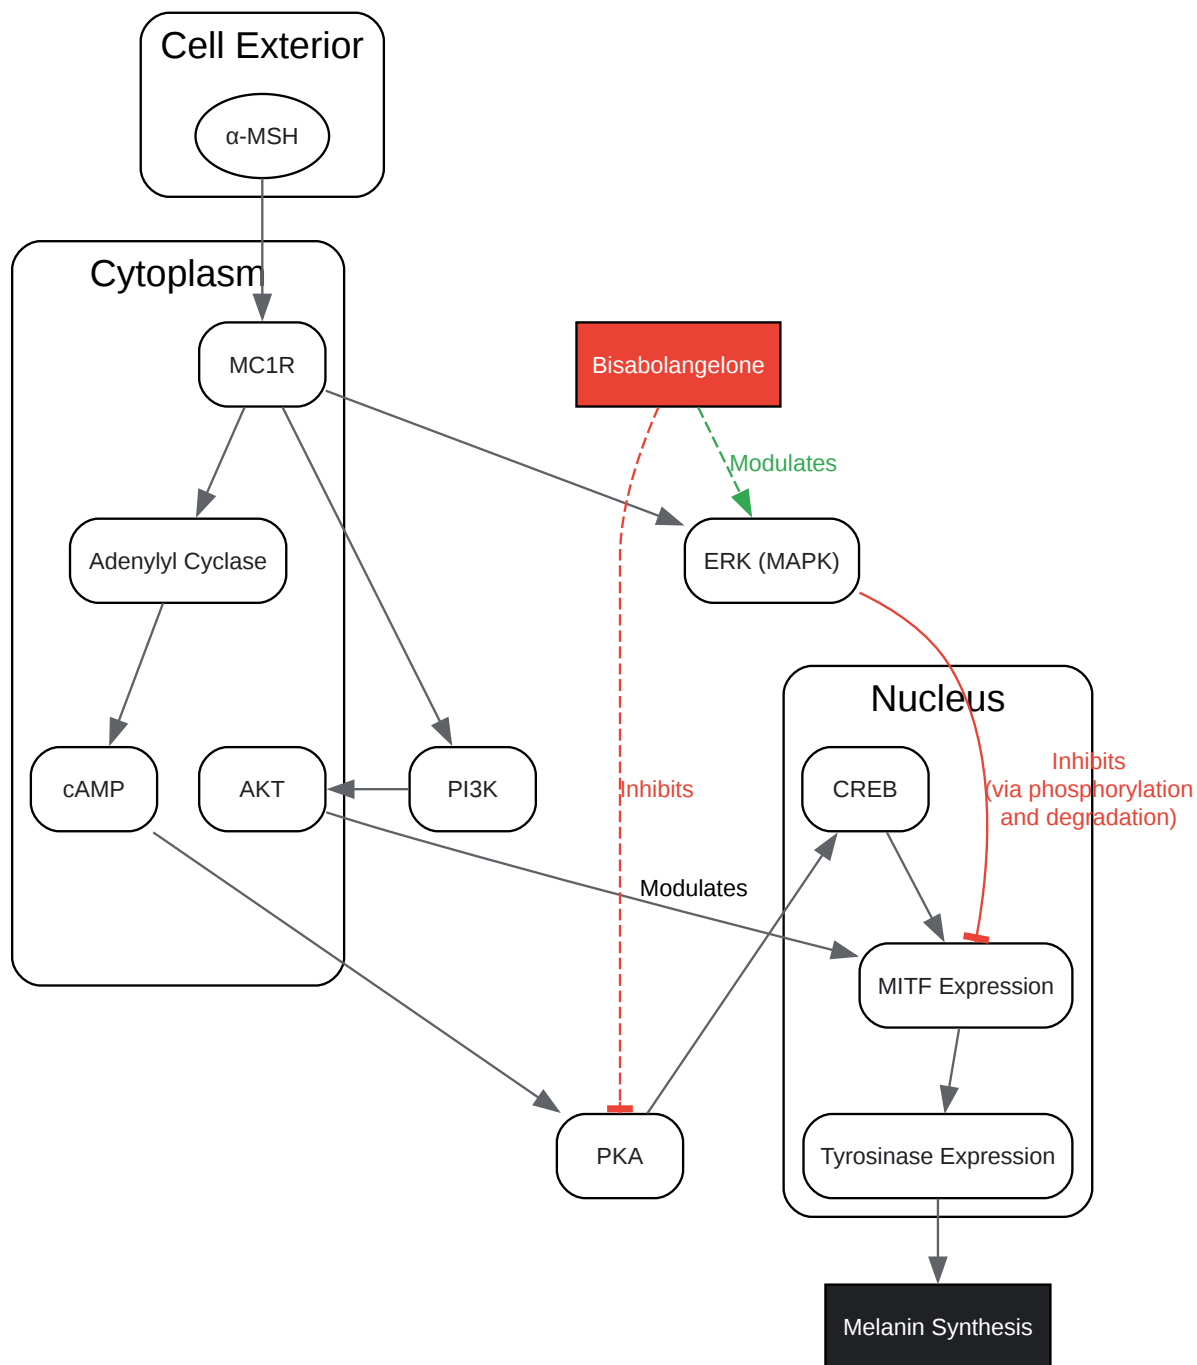 Cell Exterior
α-MSH
Cytoplasm
MC1R
Bisabolangelone
Modulates
Adenylyl Cyclase
ERK (MAPK)
Nucleus
cAMP
AKT
PI3K
Inhibits
CREB
Inhibits
(via phosphorylation
and degradation)
Modulates
MITF Expression
PKA
Tyrosinase Expression
Melanin Synthesis